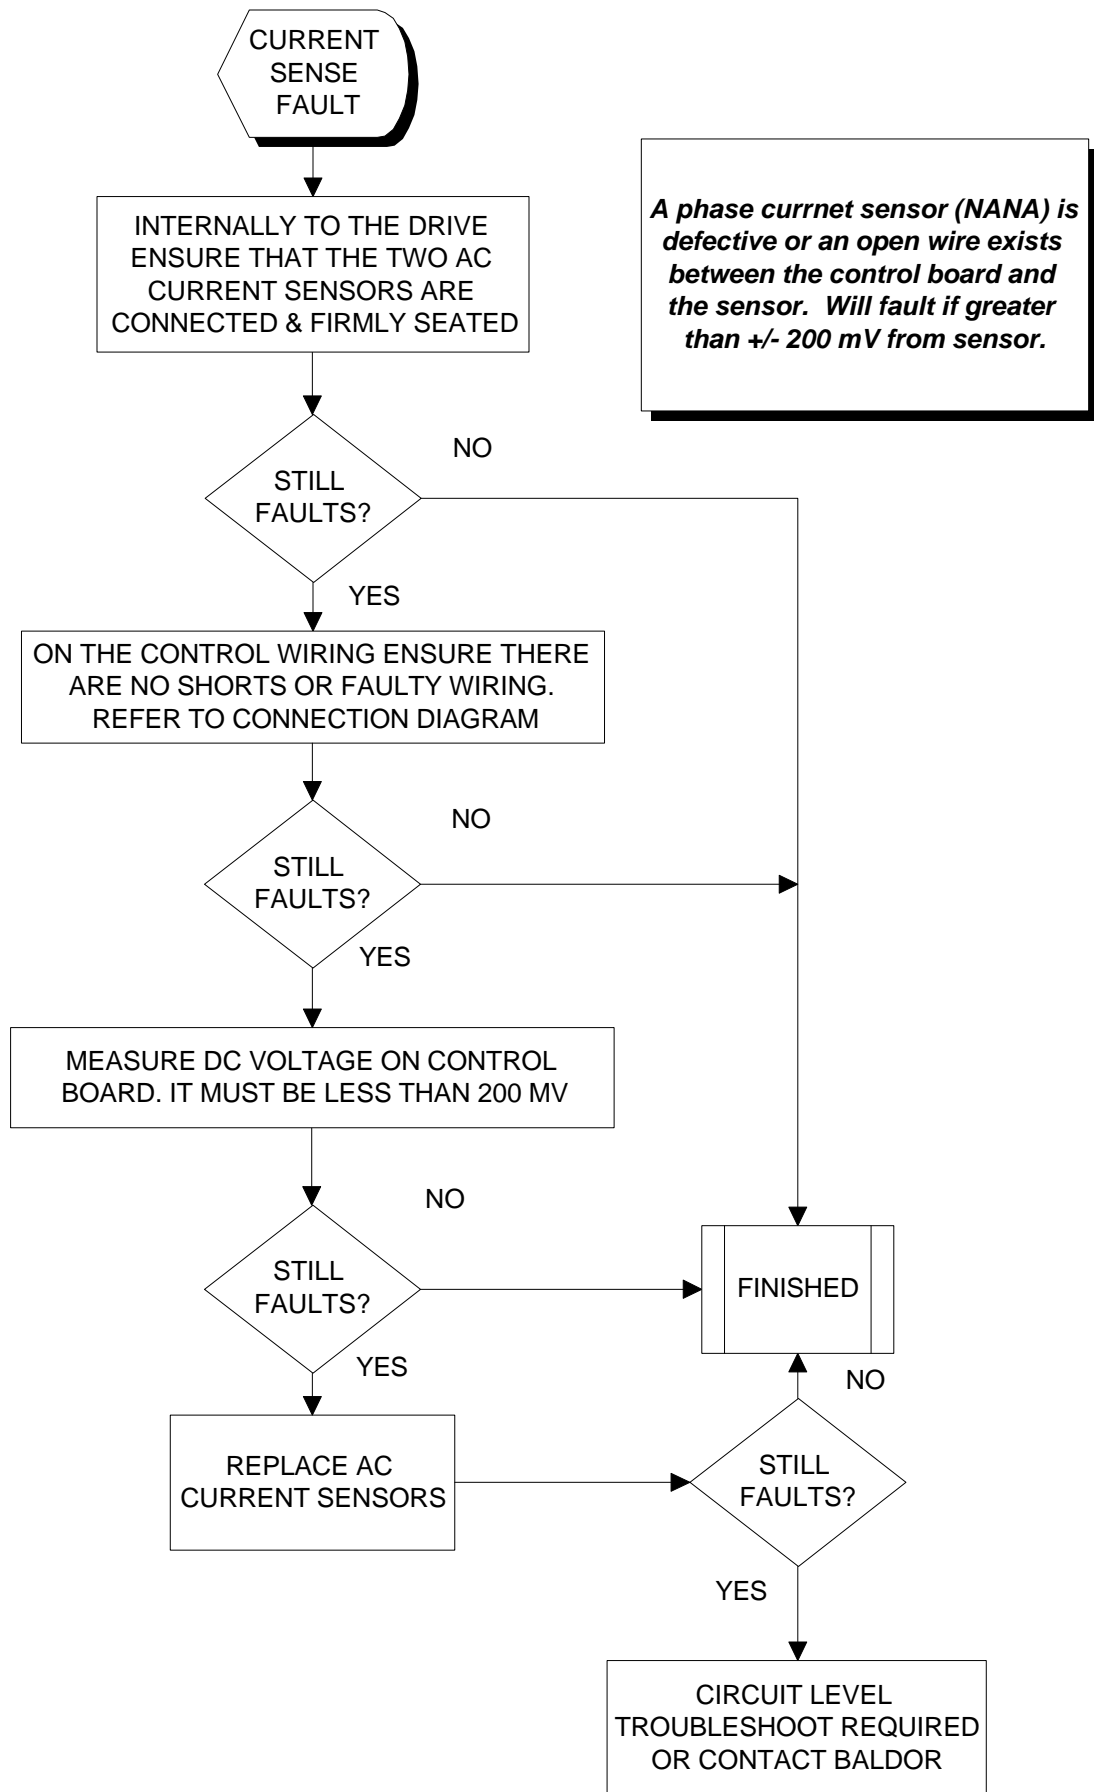 CURRENT
SENSE
FAULT
INTERNALLY TO THE DRIVE
ENSURE THAT THE TWO AC
CURRENT SENSORS ARE
CONNECTED & FIRMLY SEATED
A phase currnet sensor (NANA) is
defective or an open wire exists
between the control board and
the sensor.  Will fault if greater
than +/- 200 mV from sensor.
NO
STILL
FAULTS?
YES
ON THE CONTROL WIRING ENSURE THERE
ARE NO SHORTS OR FAULTY WIRING.
REFER TO CONNECTION DIAGRAM
NO
STILL
FAULTS?
YES
MEASURE DC VOLTAGE ON CONTROL
BOARD. IT MUST BE LESS THAN 200 MV
NO
STILL
FAULTS?
YES
FINISHED
NO
REPLACE AC
CURRENT SENSORS
STILL
FAULTS?
YES
CIRCUIT LEVEL
TROUBLESHOOT REQUIRED
OR CONTACT BALDOR